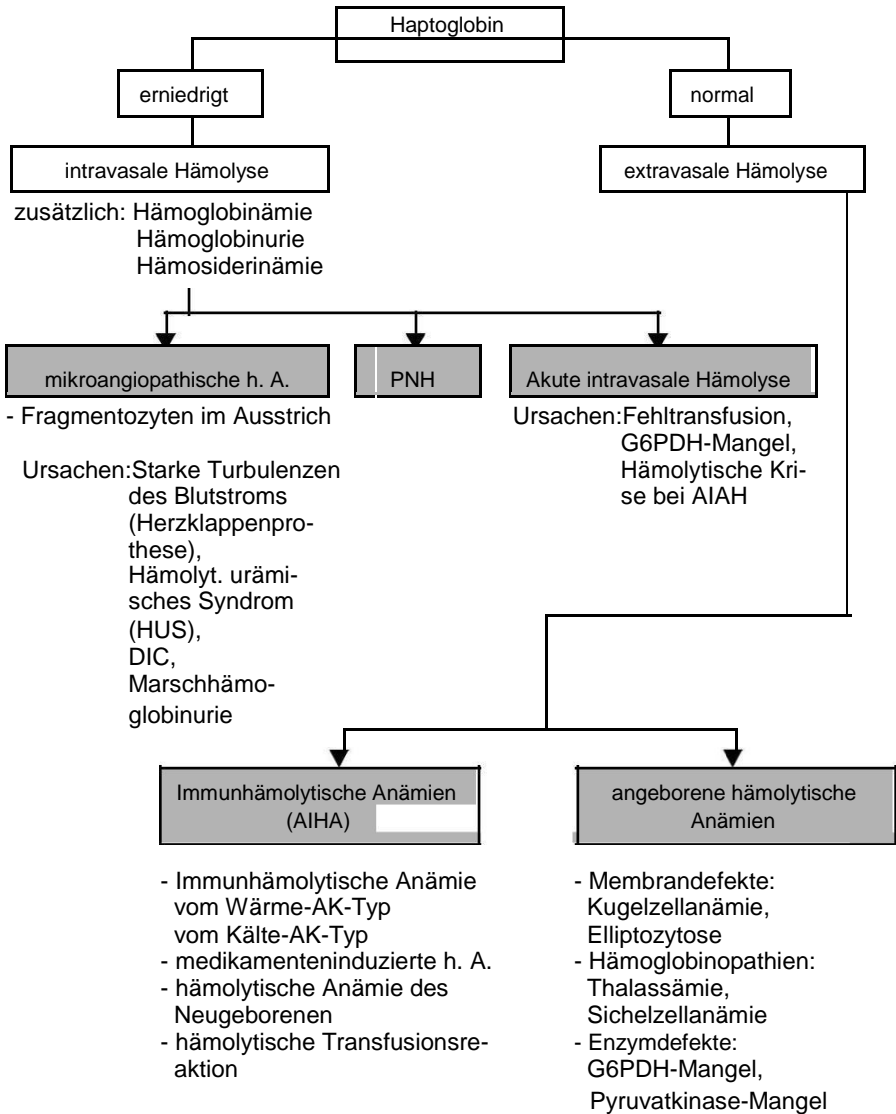 Haptoglobin
erniedrigt
normal
intravasale Hämolyse
extravasale Hämolyse
zusätzlich: Hämoglobinämie
Hämoglobinurie
Hämosiderinämie
mikroangiopathische h. A.
PNH
Akute intravasale Hämolyse
- Fragmentozyten im Ausstrich
Ursachen:Starke Turbulenzen
des Blutstroms
(Herzklappenpro-
these),
Hämolyt. urämi-
sches Syndrom
(HUS),
DIC,
Marschhämo-
globinurie
Ursachen:Fehltransfusion,
G6PDH-Mangel,
Hämolytische Kri-
se bei AIAH
Immunhämolytische Anämien
(AIHA)
angeborene hämolytische
Anämien
- Immunhämolytische Anämie
vom Wärme-AK-Typ
vom Kälte-AK-Typ
- medikamenteninduzierte h. A.
- hämolytische Anämie des
Neugeborenen
- hämolytische Transfusionsre-
aktion
- Membrandefekte:
Kugelzellanämie,
Elliptozytose
- Hämoglobinopathien:
Thalassämie,
Sichelzellanämie
- Enzymdefekte:
G6PDH-Mangel,
Pyruvatkinase-Mangel